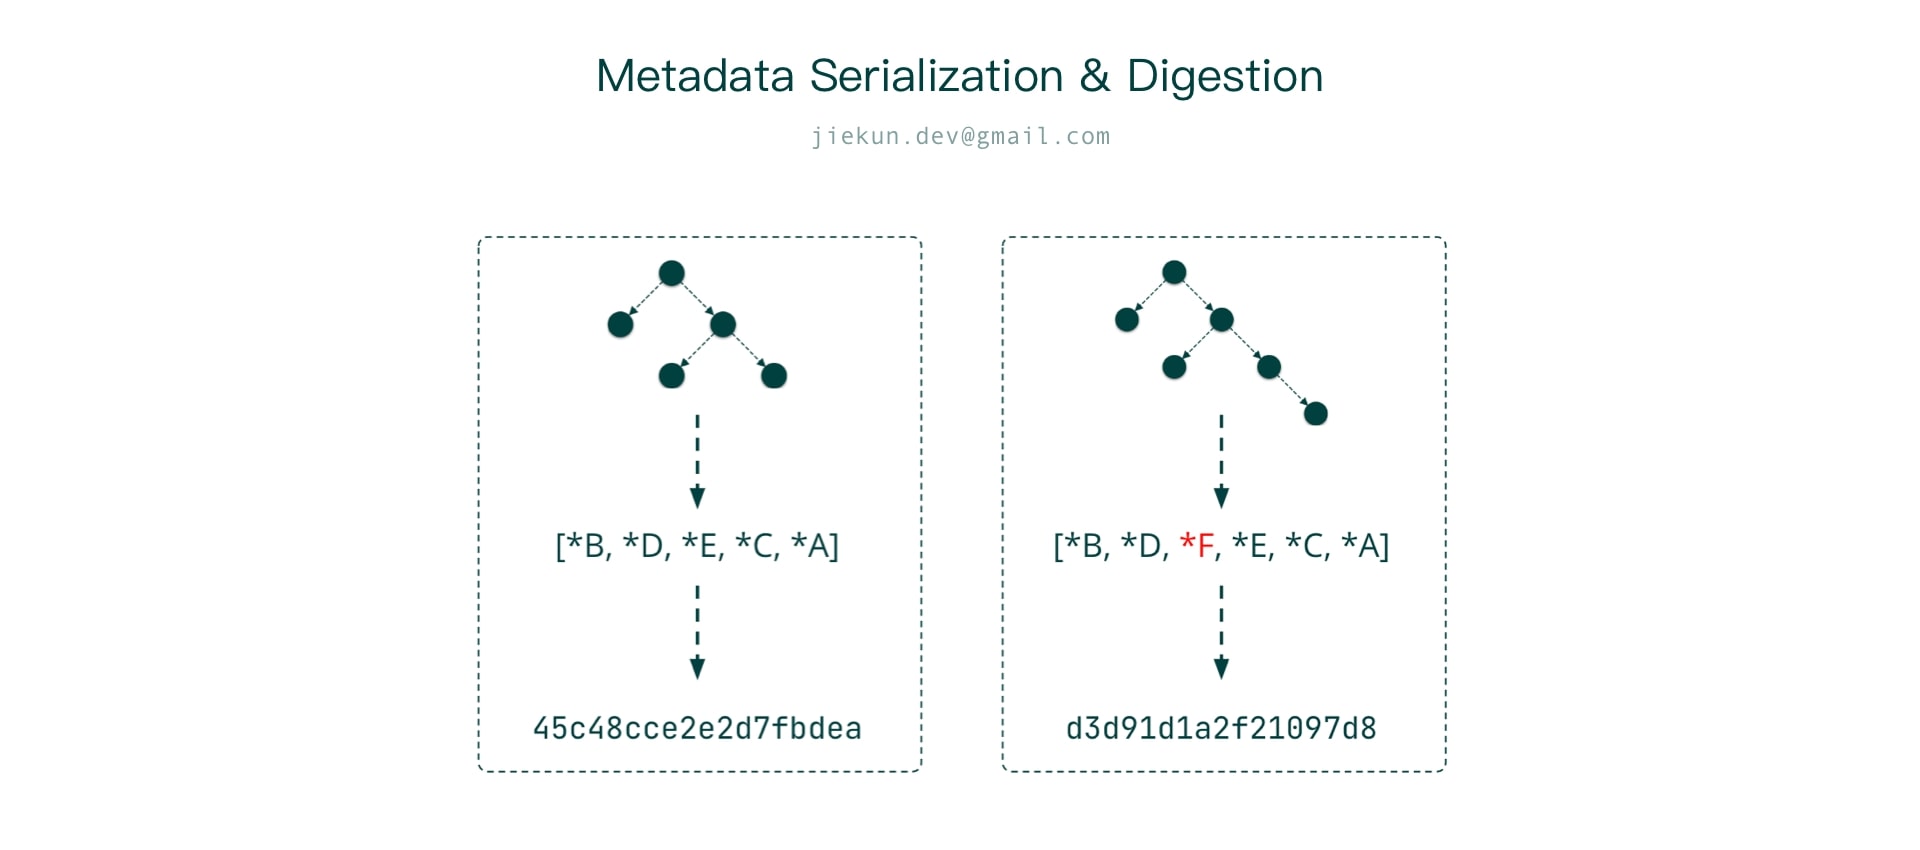 Metadata Serialization & Digestion
jiekun.dev@gmail.com
[*B, *D, *E, *C, *A]
45c48cce2e2d7fbdea
[*B, *D, *F, *E, *C, *A]
d3d91d1a2f21097d8